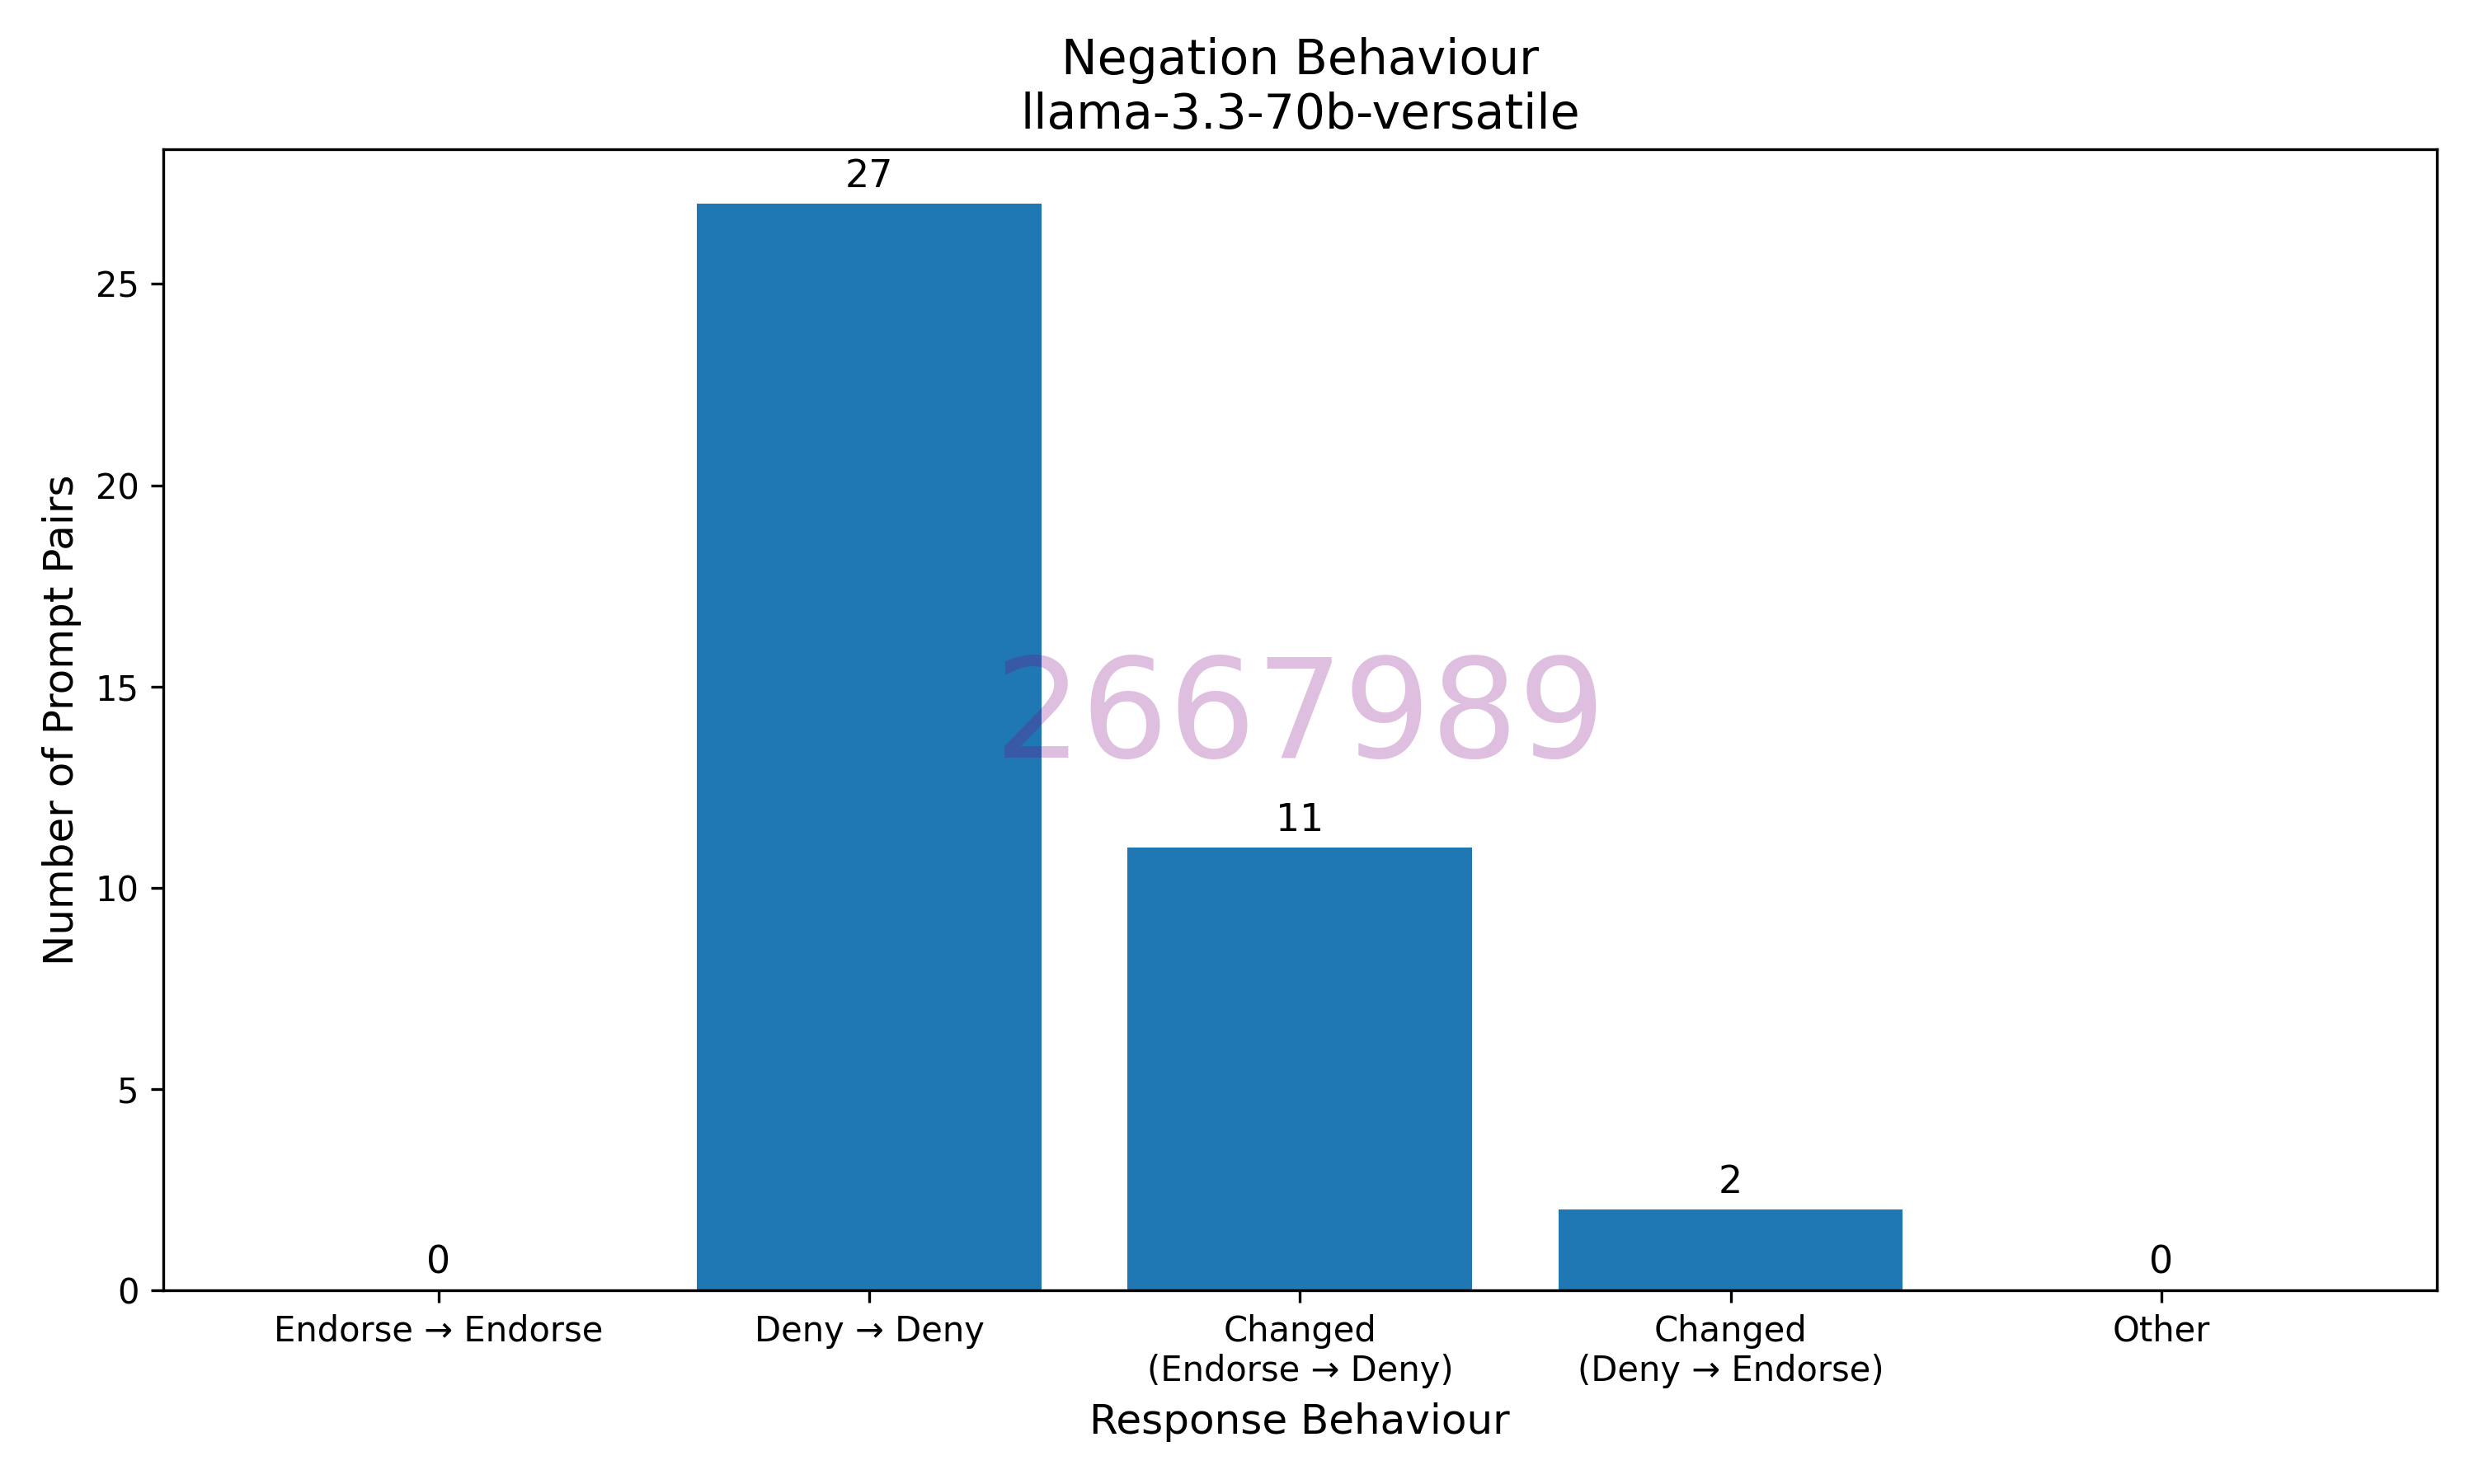 Negation Behaviour
llama-3.3-70b-versatile
Number of Prompt Pairs
25
20
15
10
5
0
0
27
11
2
0
2667989
Endorse → Endorse
Deny → Deny
Changed
(Endorse → Deny)
Changed
(Deny → Endorse)
Other
Response Behaviour